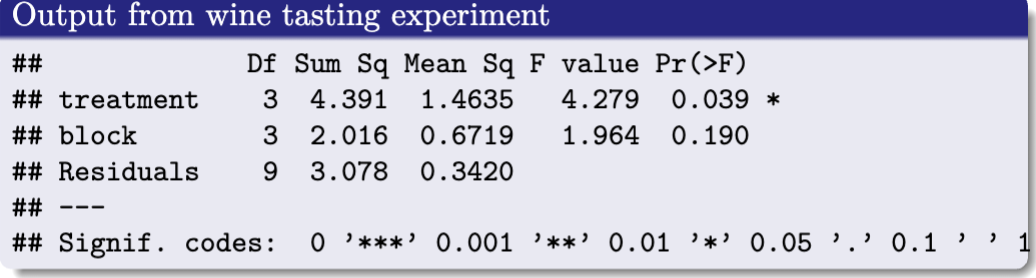 Output from wine tasting experiment
## Df Sum Sq Mean Sq F value Pr(>F)
## treatment 3 4.391 1.4635 4.279 0.039 *
## block 3 2.016 0.6719 1.964 0.190
## Residuals 9 3.078 0.3420
## ---
## Signif. codes: 0 ’***’ 0.001 ’**’ 0.01 ’*’ 0.05 ’.’ 0.1 ’ ’ 1